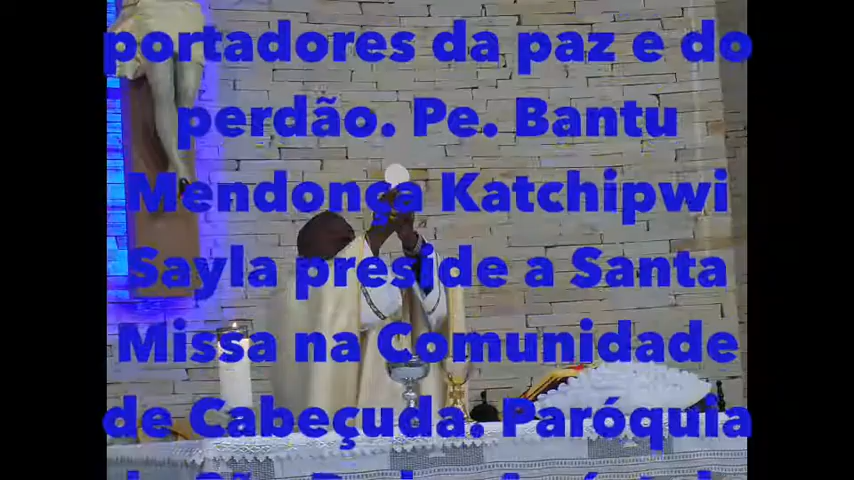 portadores da paz e do
perdão. Pe. Bantu
Mendonça Katchipwi
Sayla preside a Santa
Missa na Comunidade
de Cabeçuda. Paróquia